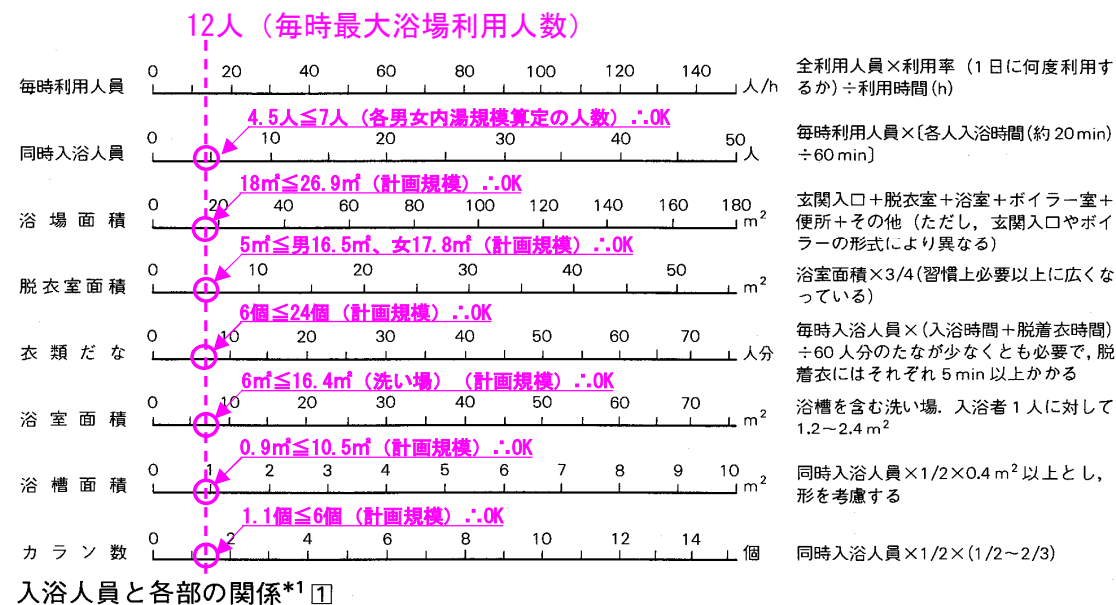 12人（毎時最大浴場利用人数）
毎時利用人員 0 20 40 60 80 100 120 140 人/h
全利用人員×利用率（1日に何度利用す
るか）÷利用時間(h)
4.5人≦7人（各男女内湯規模算定の人数）∴OK
同時入浴人員 0 10 20 30 40 50 人
毎時利用人員×〔各人入浴時間(約20min)
÷60min〕
18㎡≦26.9㎡（計画規模）∴OK
浴場面積 0 20 40 60 80 100 120 140 160 180 m²
玄関入口＋脱衣室＋浴室＋ボイラー室＋
便所＋その他（ただし，玄関入口やボイ
ラーの形式により異なる）
5㎡≦男16.5㎡、女17.8㎡（計画規模）∴OK
脱衣室面積 0 10 20 30 40 50 m²
浴室面積×3/4(習慣上必要以上に広くな
っている)
6個≦24個（計画規模）∴OK
衣類だな 0 10 20 30 40 50 60 70 人分
毎時入浴人員×(入浴時間＋脱着衣時間)
÷60人分のたなが少なくとも必要で，脱
着衣にはそれぞれ5min以上かかる
6㎡≦16.4㎡（洗い場）（計画規模）∴OK
浴室面積 0 10 20 30 40 50 60 70 m²
浴槽を含む洗い場．入浴者1人に対して
1.2〜2.4m²
0.9㎡≦10.5㎡（計画規模）∴OK
浴槽面積 0 1 2 3 4 5 6 7 8 9 10 m²
同時入浴人員×1/2×0.4m²以上とし，
形を考慮する
1.1個≦6個（計画規模）∴OK
カラン数 0 2 4 6 8 10 12 14 個
同時入浴人員×1/2×(1/2〜2/3)
入浴人員と各部の関係*1 1